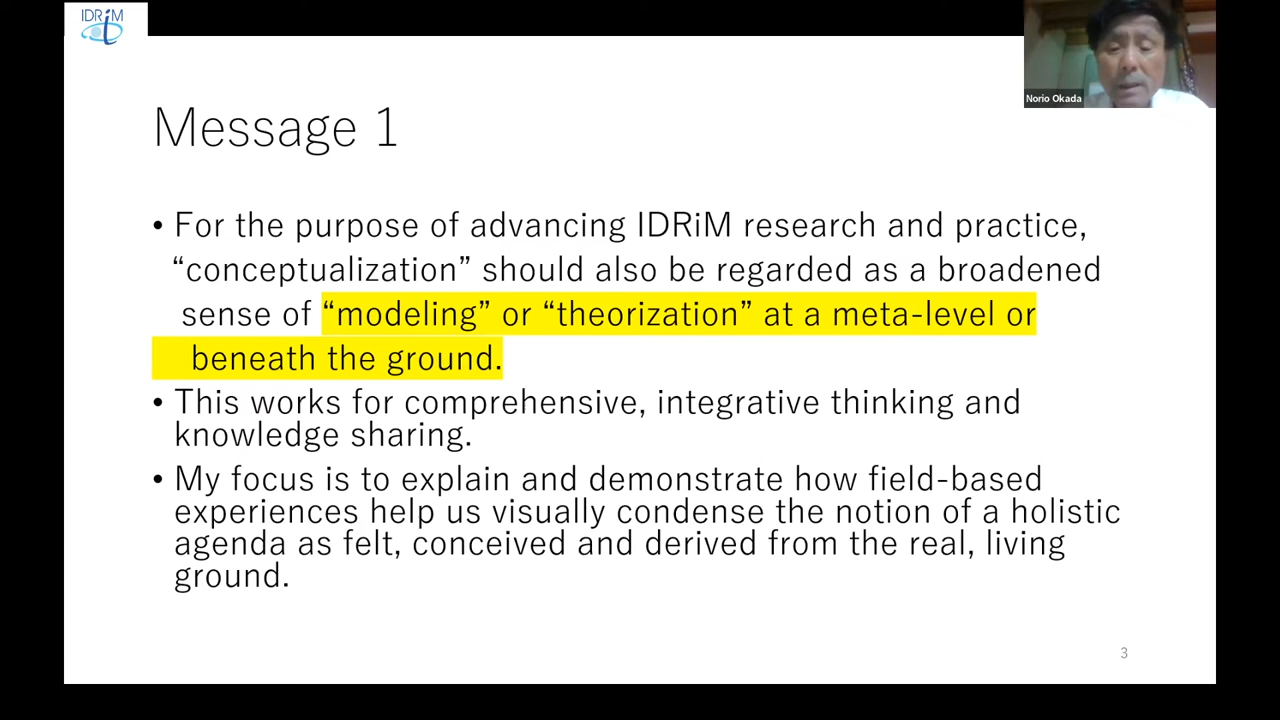 IDRiM
Norio Okada
Message 1
• For the purpose of advancing IDRiM research and practice,
“conceptualization” should also be regarded as a broadened
sense of “modeling” or “theorization” at a meta-level or
beneath the ground.
• This works for comprehensive, integrative thinking and
knowledge sharing.
• My focus is to explain and demonstrate how field-based
experiences help us visually condense the notion of a holistic
agenda as felt, conceived and derived from the real, living
ground.
3